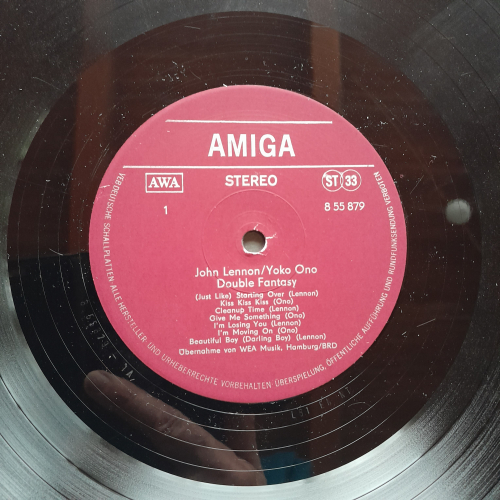 AMIGA
AWA
STEREO
ST 33
1
8 55 879
John Lennon/Yoko Ono
Double Fantasy
(Just Like) Starting Over (Lennon)
Kiss Kiss Kiss (Ono)
Cleanup Time (Lennon)
Give Me Something (Ono)
I'm Losing You (Lennon)
I'm Moving On (Ono)
Beautiful Boy (Darling Boy) (Lennon)
Übernahme von WEA Musik, Hamburg/BRD
VEB DEUTSCHE SCHALLPLATTEN ALLE HERSTELLER UND URHEBERRECHTE VORBEHALTEN ÜBERSPIELUNG, ÖFFENTLICHE AUFFÜHRUNG UND RUNDFUNKSENDUNG VERBOTEN